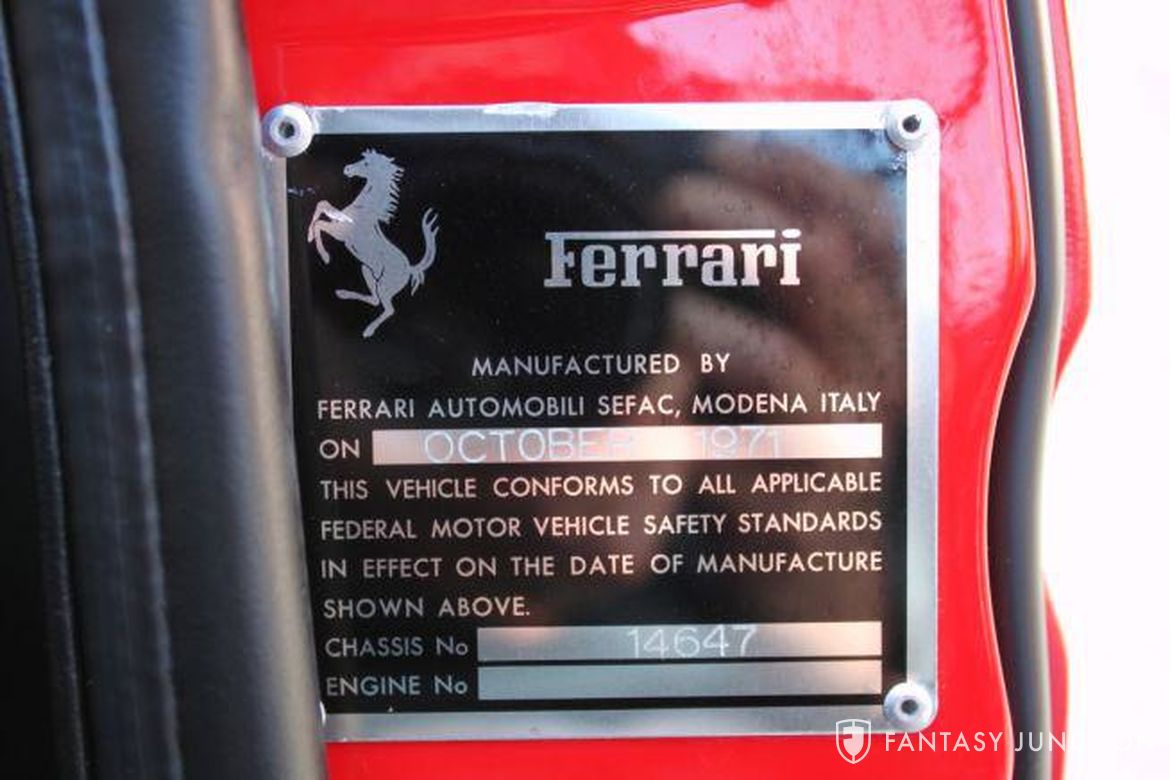 Ferrari
MANUFACTURED BY
FERRARI AUTOMOBILI SEFAC, MODENA ITALY
ON OCTOBER 1971
THIS VEHICLE CONFORMS TO ALL APPLICABLE
FEDERAL MOTOR VEHICLE SAFETY STANDARDS
IN EFFECT ON THE DATE OF MANUFACTURE
SHOWN ABOVE.
CHASSIS No 14647
ENGINE No
FANTASY